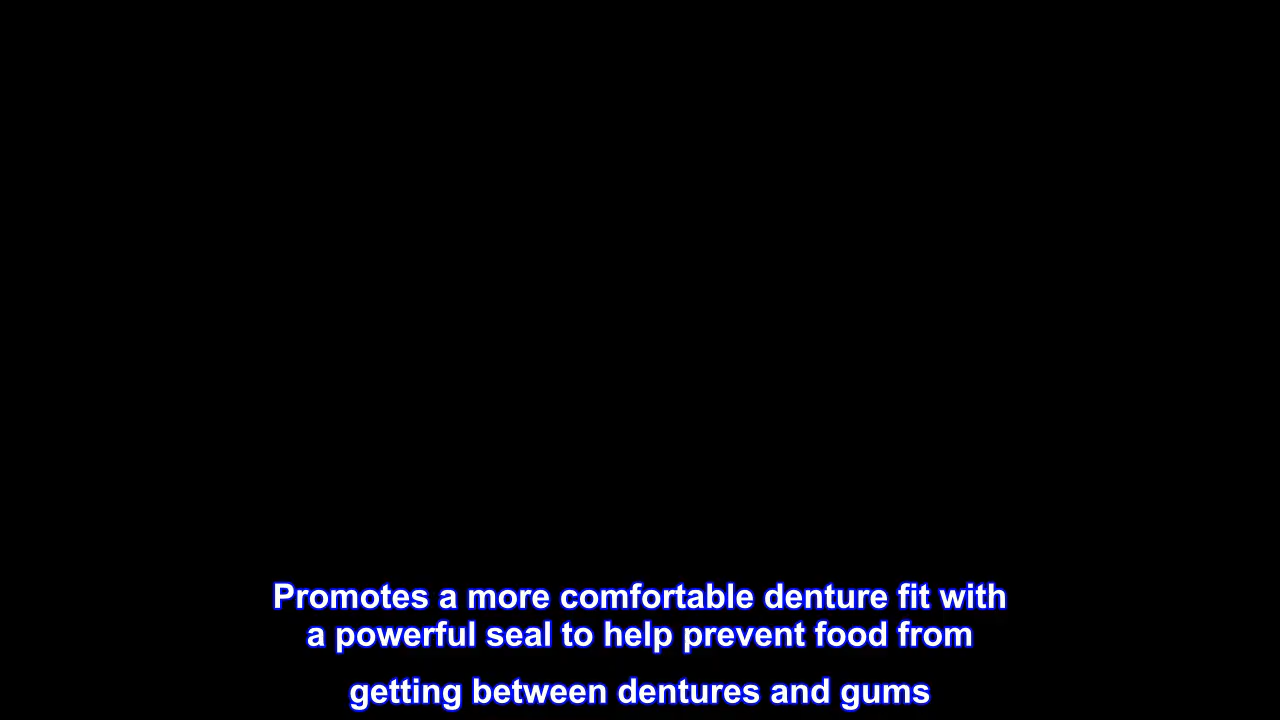 Promotes a more comfortable denture fit with
a powerful seal to help prevent food from
getting between dentures and gums